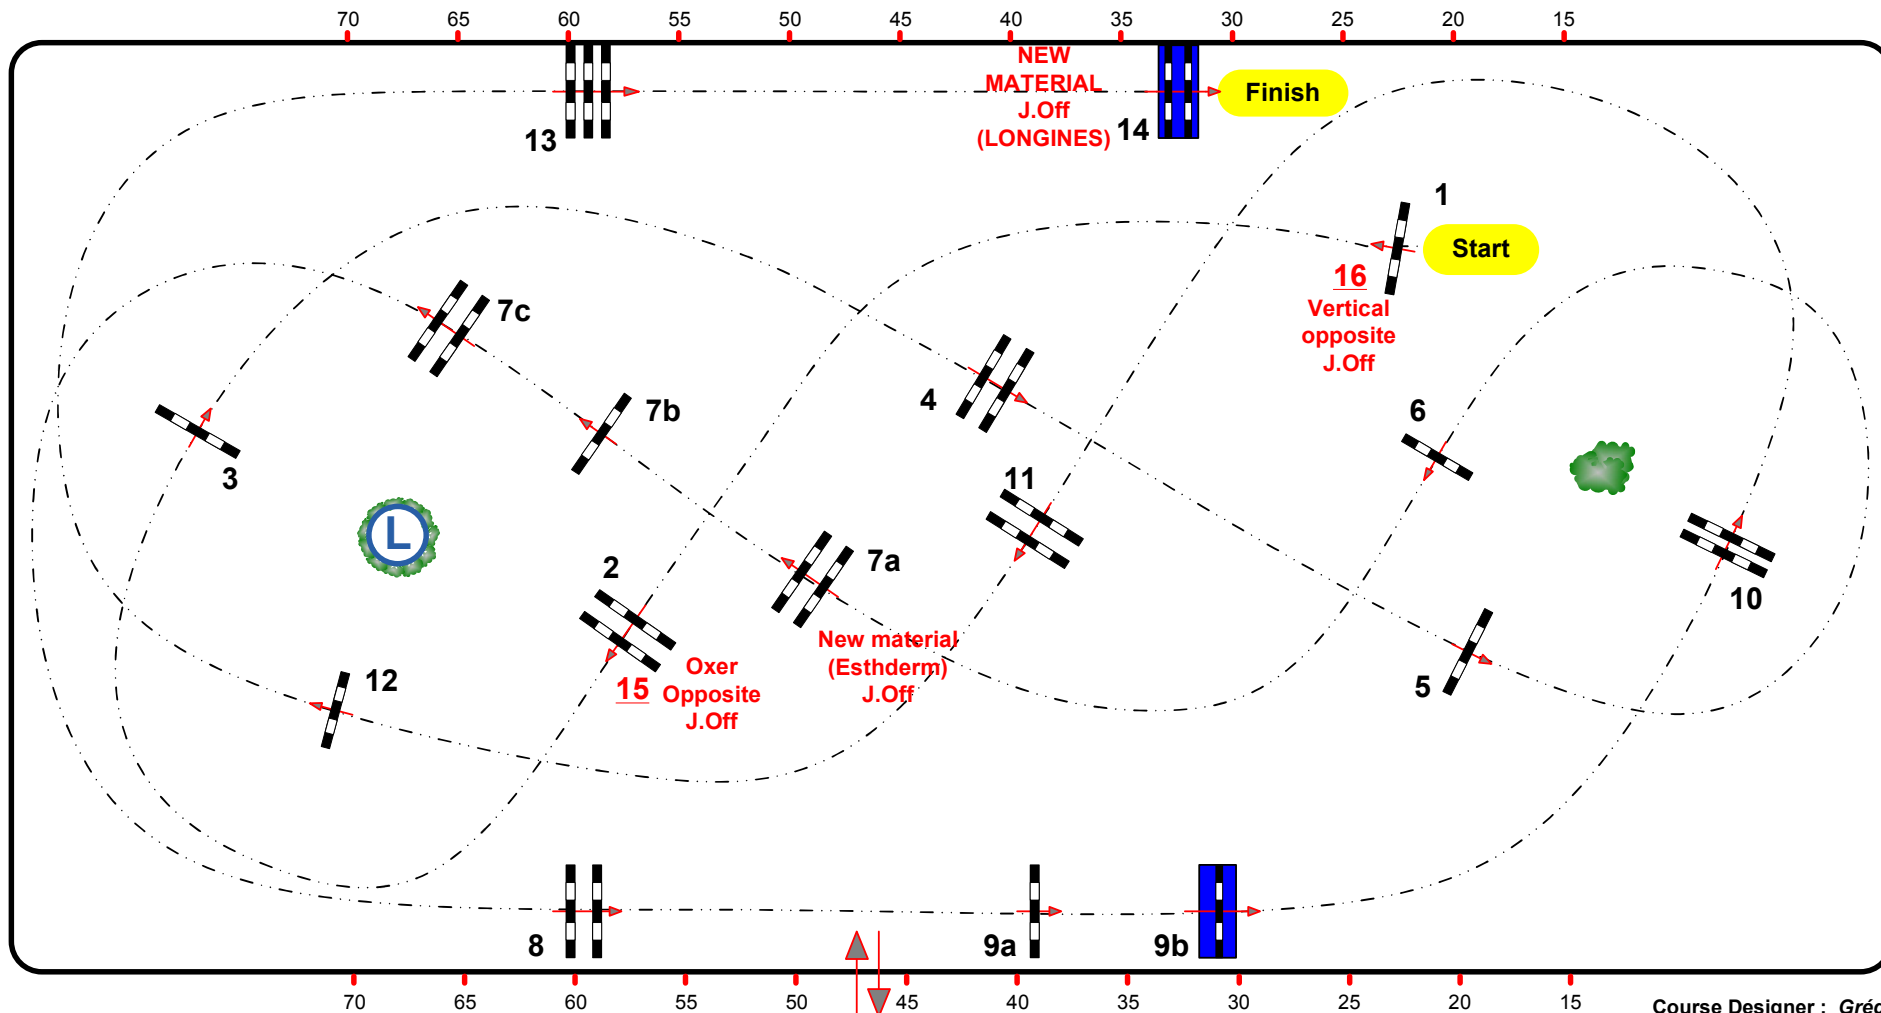 70 65 60 55 50 45 40 35 30 25 20 15
NEW
MATERIAL
J.Off
(LONGINES)
13
14
Finish
1
Start
16
Vertical
opposite
J.Off
7c
7b
4
6
3
11
L
2
7a
10
New material
(Esthderm)
J.Off
Oxer
Opposite
J.Off
15
12
5
8
9a
9b
70 65 60 55 50 45 40 35 30 25 20 15
Course Designer : Gréc